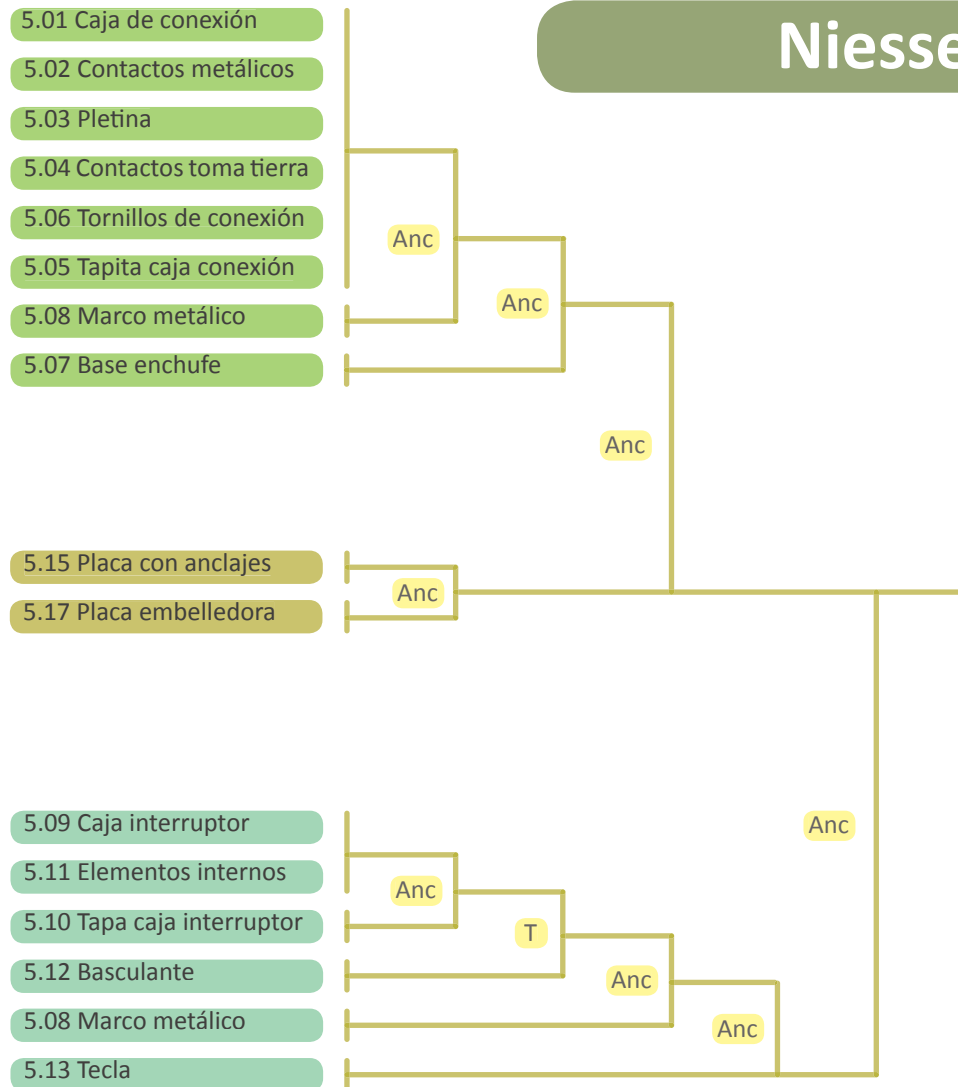 Niesse
5.01 Caja de conexión
5.02 Contactos metálicos
5.03 Pletina
5.04 Contactos toma tierra
5.06 Tornillos de conexión
5.05 Tapita caja conexión
5.08 Marco metálico
5.07 Base enchufe
Anc
Anc
Anc
5.15 Placa con anclajes
5.17 Placa embelledora
Anc
Anc
5.09 Caja interruptor
5.11 Elementos internos
5.10 Tapa caja interruptor
5.12 Basculante
5.08 Marco metálico
5.13 Tecla
Anc
T
Anc
Anc